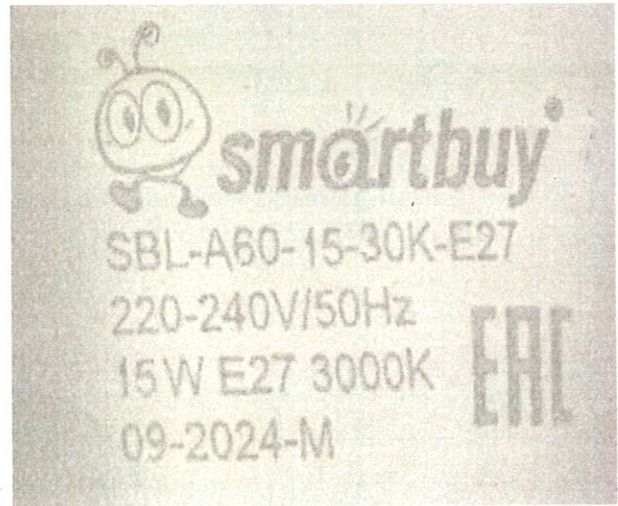 smartbuy
SBL-A60-15-30K-E27
220-240V/50Hz
15W E27 3000K
EAC
09-2024-M